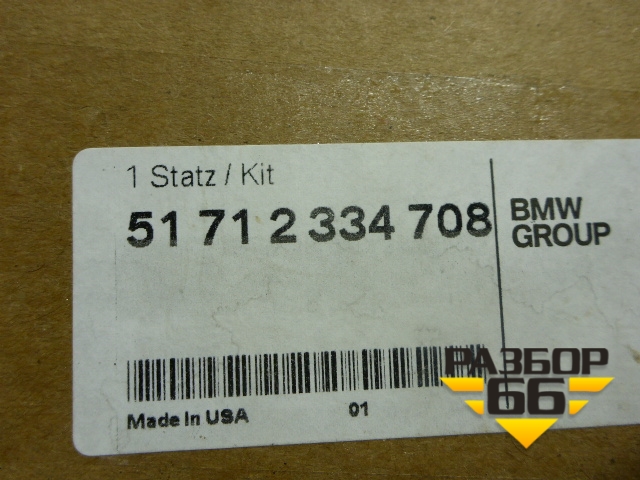 1 Statz / Kit
51 71 2 334 708
BMW
GROUP
Made In USA 01
РАЗБОР
66